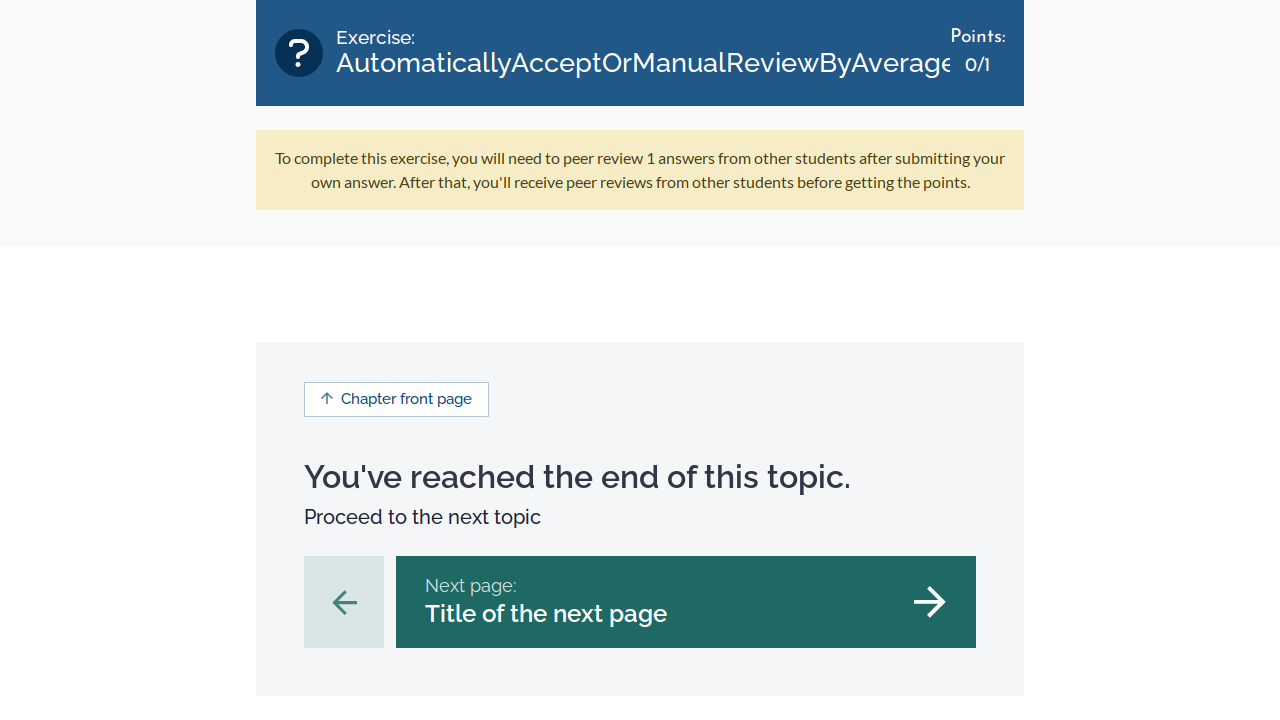 Exercise:
AutomaticallyAcceptOrManualReviewByAverage
Points:
0/1
To complete this exercise, you will need to peer review 1 answers from other students after submitting your
own answer. After that, you'll receive peer reviews from other students before getting the points.
Chapter front page
You've reached the end of this topic.
Proceed to the next topic
Next page:
Title of the next page